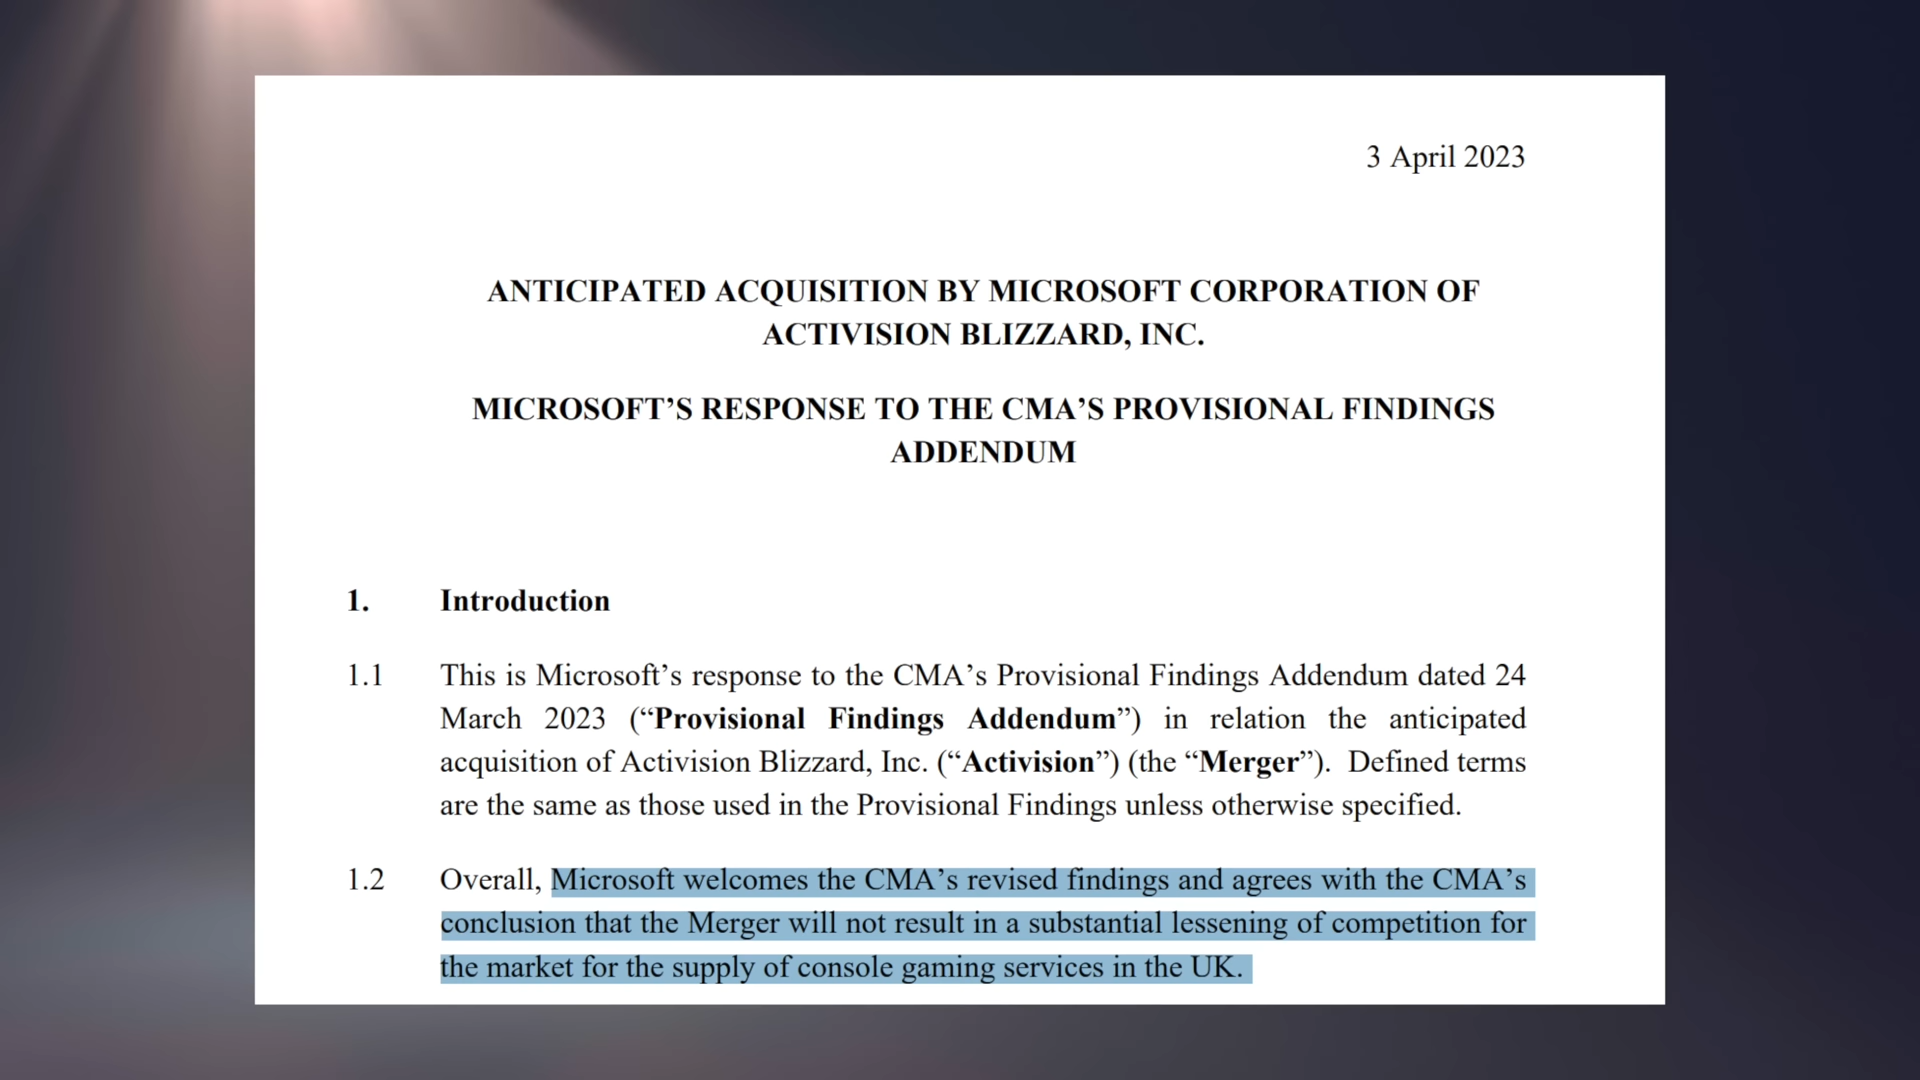 3 April 2023
ANTICIPATED ACQUISITION BY MICROSOFT CORPORATION OF
ACTIVISION BLIZZARD, INC.
MICROSOFT’S RESPONSE TO THE CMA’S PROVISIONAL FINDINGS
ADDENDUM
1. Introduction
1.1 This is Microsoft’s response to the CMA’s Provisional Findings Addendum dated 24
March 2023 (“Provisional Findings Addendum”) in relation the anticipated
acquisition of Activision Blizzard, Inc. (“Activision”) (the “Merger”). Defined terms
are the same as those used in the Provisional Findings unless otherwise specified.
1.2 Overall, Microsoft welcomes the CMA’s revised findings and agrees with the CMA’s
conclusion that the Merger will not result in a substantial lessening of competition for
the market for the supply of console gaming services in the UK.